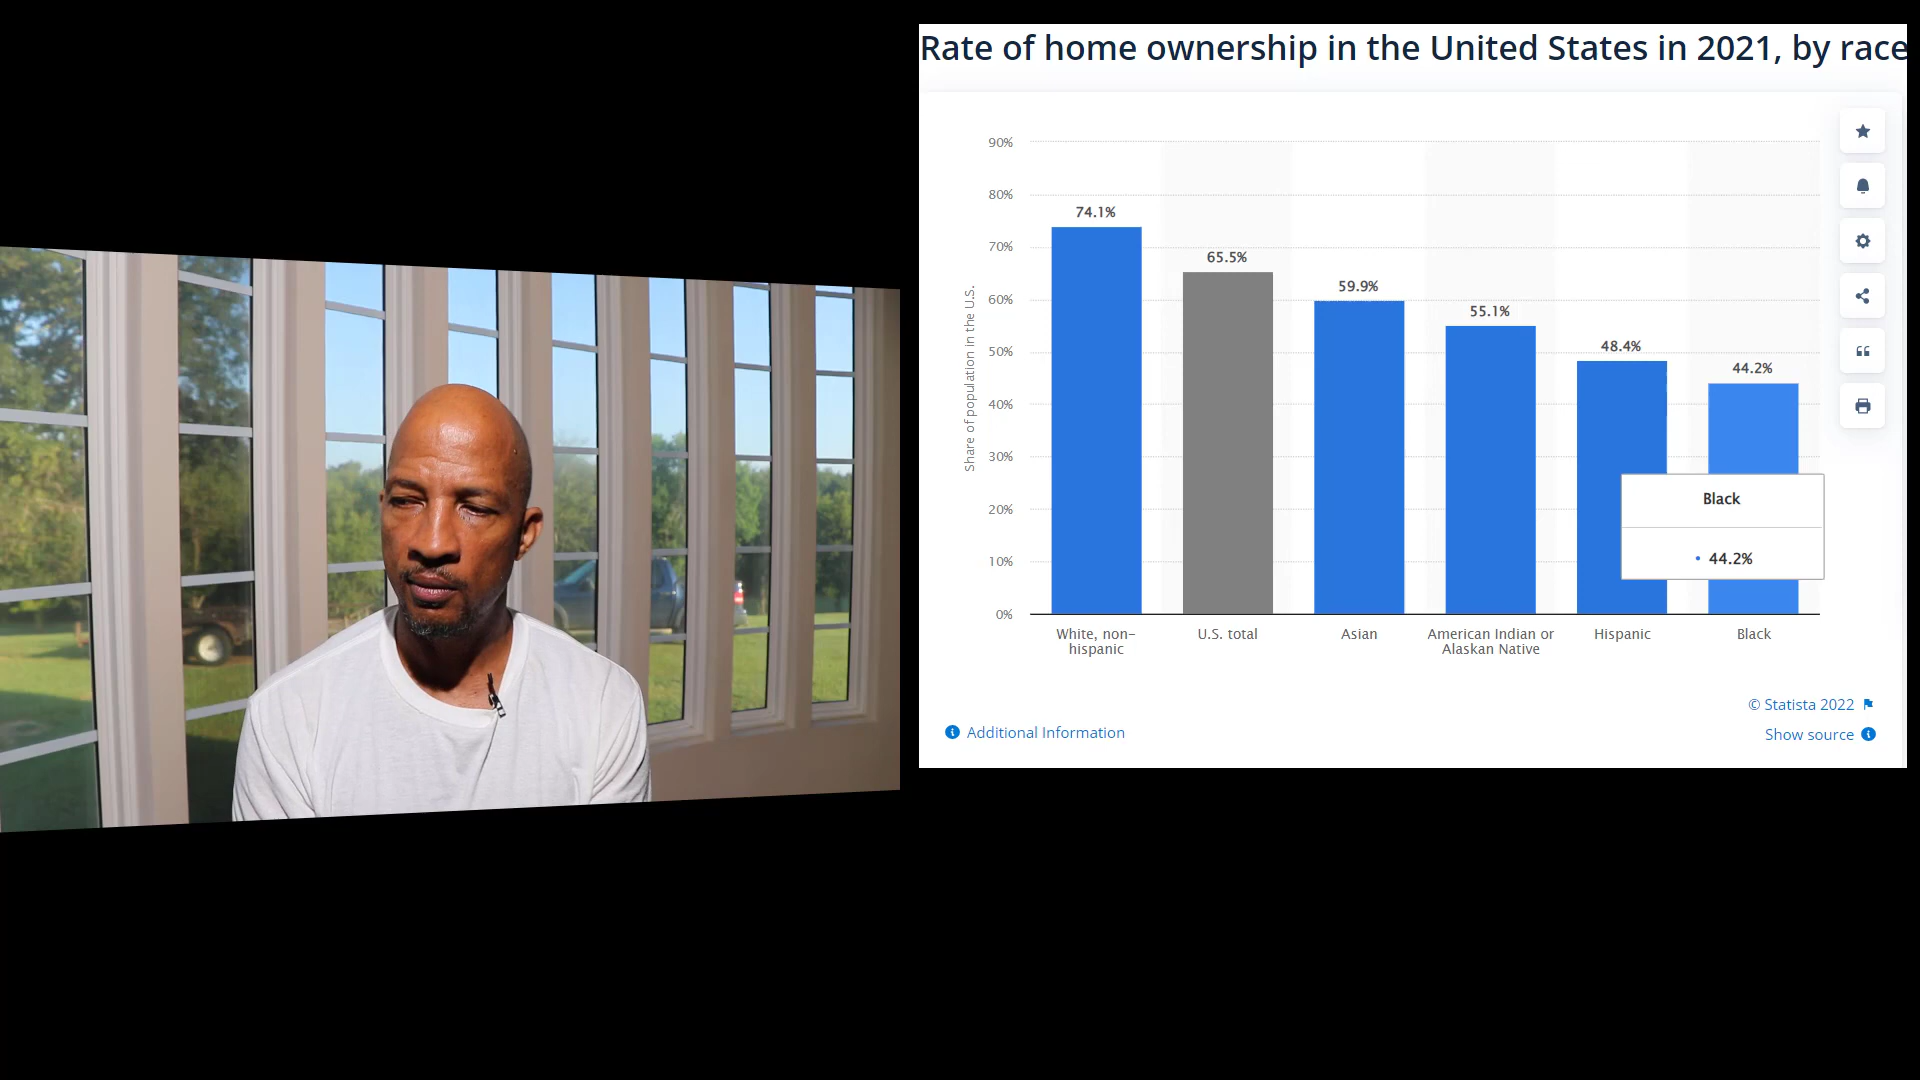 Rate of home ownership in the United States in 2021, by race
90%
80%
70%
60%
50%
40%
30%
20%
10%
0%
Share of population in the U.S.
74.1%
65.5%
59.9%
55.1%
48.4%
44.2%
Black
• 44.2%
White, non-
hispanic
U.S. total
Asian
American Indian or
Alaskan Native
Hispanic
Black
© Statista 2022
Additional Information
Show source